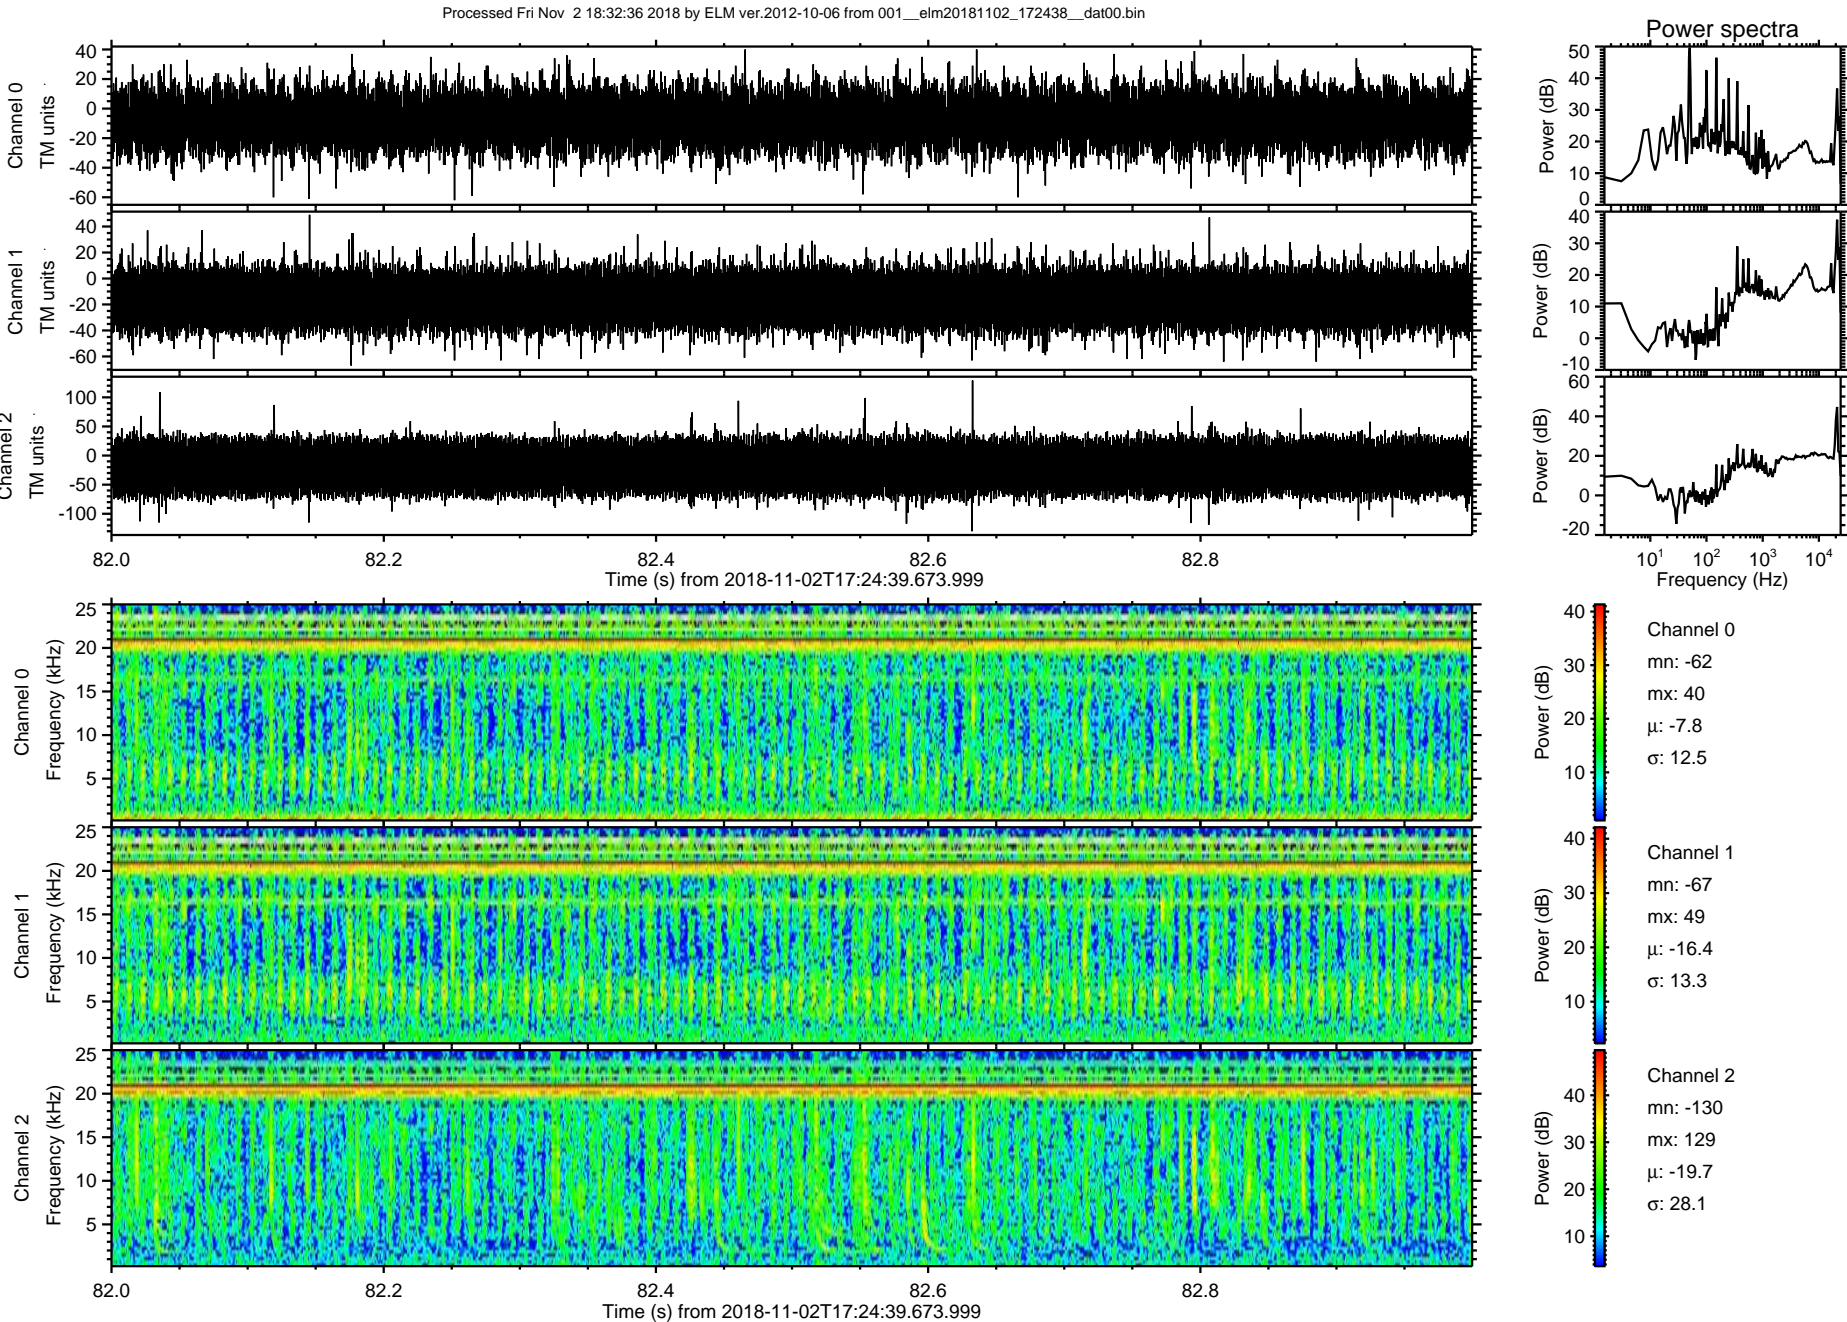 Processed Fri Nov  2 18:32:36 2018 by ELM ver.2012-10-06 from 001__elm20181102_172438__dat00.bin
Power spectra
Channel 0
TM units
40
20
0
-20
-40
-60
Power (dB)
50
40
30
20
10
0
Channel 1
TM units
40
20
0
-20
-40
-60
Power (dB)
40
30
20
10
0
-10
Channel 2
TM units
100
50
0
-50
-100
Power (dB)
60
40
20
0
-20
82.0 82.2 82.4 82.6 82.8
Time (s) from 2018-11-02T17:24:39.673.999
10^1 10^2 10^3 10^4
Frequency (Hz)
Channel 0
Frequency (kHz)
25
20
15
10
5
Power (dB)
40
30
20
10
Channel 0
mn: -62
mx: 40
μ: -7.8
σ: 12.5
Channel 1
Frequency (kHz)
25
20
15
10
5
Power (dB)
40
30
20
10
Channel 1
mn: -67
mx: 49
μ: -16.4
σ: 13.3
Channel 2
Frequency (kHz)
25
20
15
10
5
Power (dB)
40
30
20
10
Channel 2
mn: -130
mx: 129
μ: -19.7
σ: 28.1
82.0 82.2 82.4 82.6 82.8
Time (s) from 2018-11-02T17:24:39.673.999